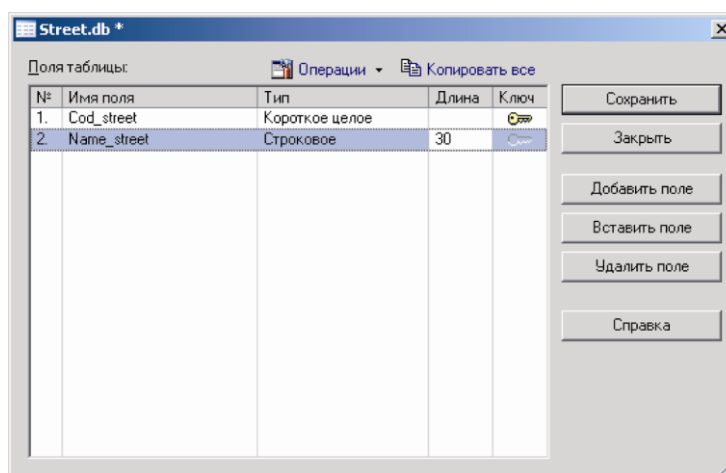 Street.db *
Поля таблицы: Операции Копировать все
№ Имя поля Тип Длина Ключ
1. Cod_street Короткое целое
2. Name_street Строковое 30
Сохранить
Закрыть
Добавить поле
Вставить поле
Удалить поле
Справка